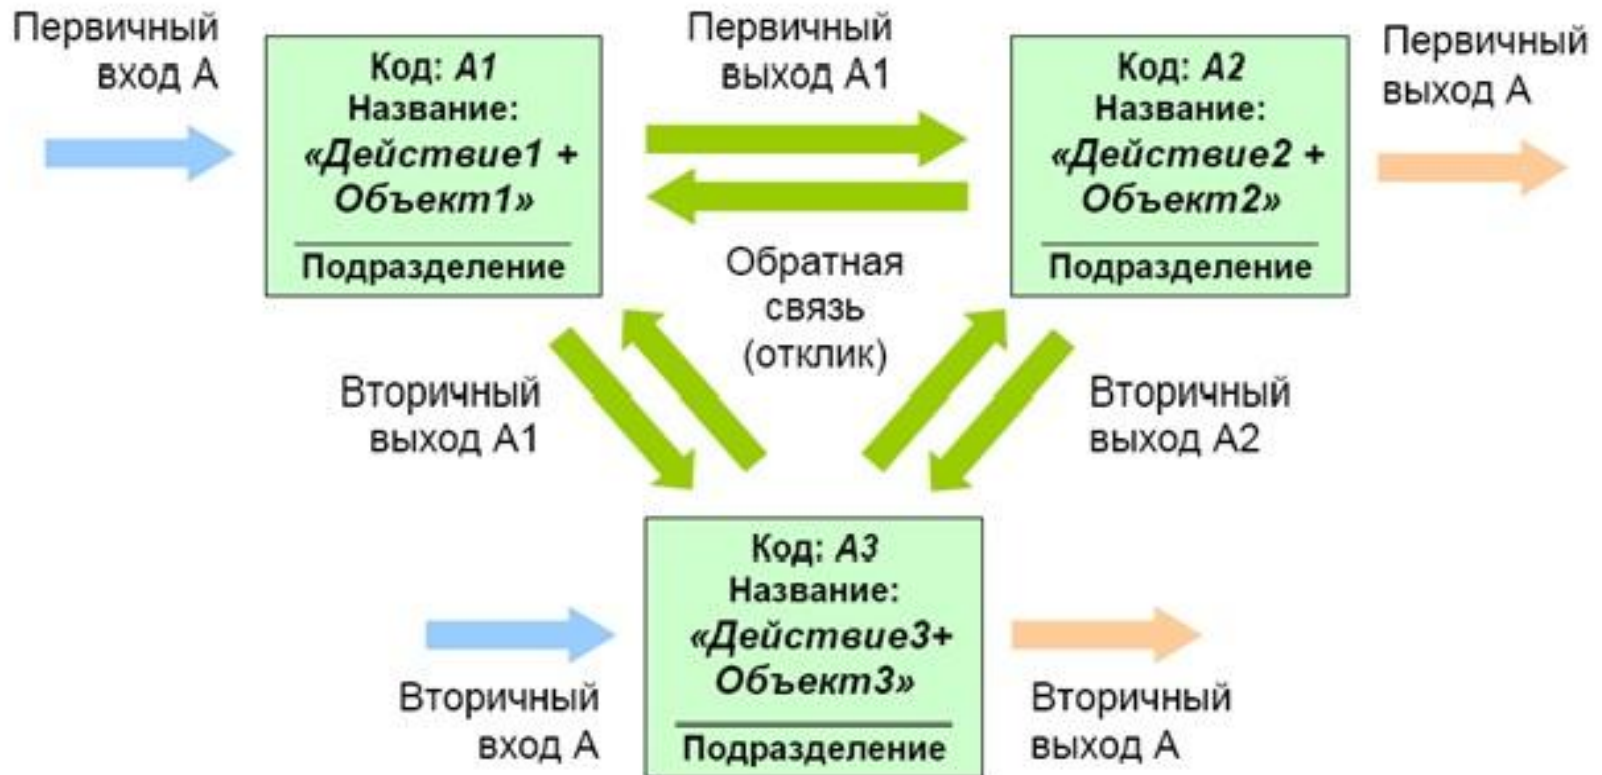 Первичный
вход А
Код: А1
Название:
«Действие1 +
Объект1»
Подразделение
Первичный
выход А1
Код: А2
Название:
«Действие2 +
Объект2»
Подразделение
Первичный
выход А
Обратная
связь
(отклик)
Вторичный
выход А1
Вторичный
выход А2
Код: А3
Название:
«Действие3+
Объект3»
Подразделение
Вторичный
вход А
Вторичный
выход А